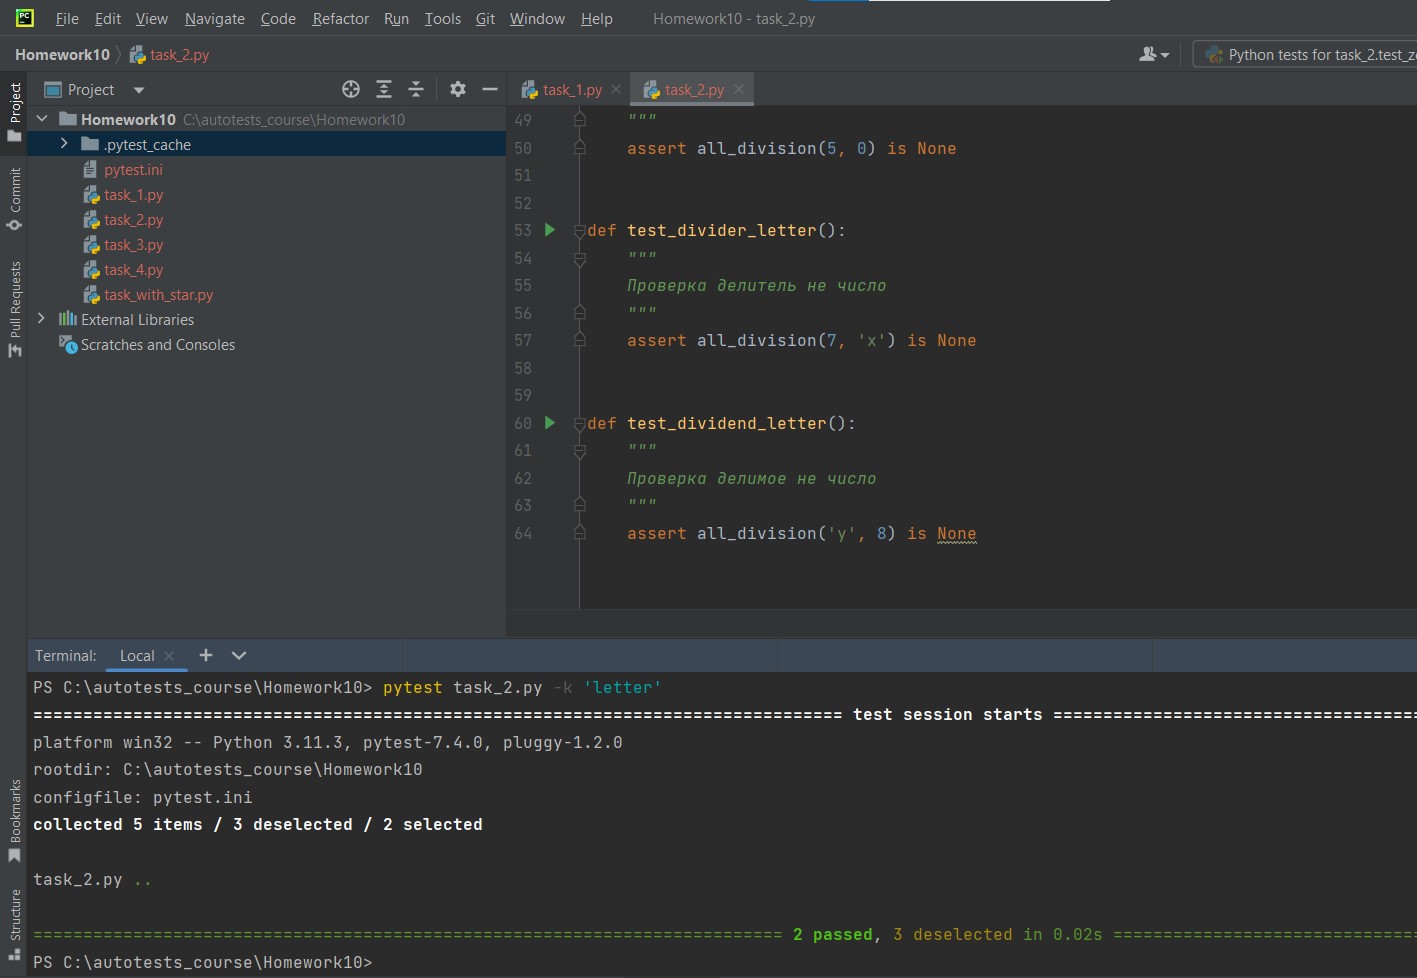 PC
File Edit View Navigate Code Refactor Run Tools Git Window Help Homework10 - task_2.py
Homework10 task_2.py
Python tests for task_2.test_z
Project
task_1.py task_2.py
Project
Commit
Pull Requests
Bookmarks
Structure
Homework10 C:\autotests_course\Homework10
.pytest_cache
pytest.ini
task_1.py
task_2.py
task_3.py
task_4.py
task_with_star.py
External Libraries
Scratches and Consoles
49 """
50 assert all_division(5, 0) is None
51
52
53 def test_divider_letter():
54 """
55 Проверка делитель не число
56 """
57 assert all_division(7, 'x') is None
58
59
60 def test_dividend_letter():
61 """
62 Проверка делимое не число
63 """
64 assert all_division('y', 8) is None
Terminal: Local
PS C:\autotests_course\Homework10> pytest task_2.py -k 'letter'
================================================================================= test session starts =====================================
platform win32 -- Python 3.11.3, pytest-7.4.0, pluggy-1.2.0
rootdir: C:\autotests_course\Homework10
configfile: pytest.ini
collected 5 items / 3 deselected / 2 selected
task_2.py ..
=========================================================================== 2 passed, 3 deselected in 0.02s ===============================
PS C:\autotests_course\Homework10>